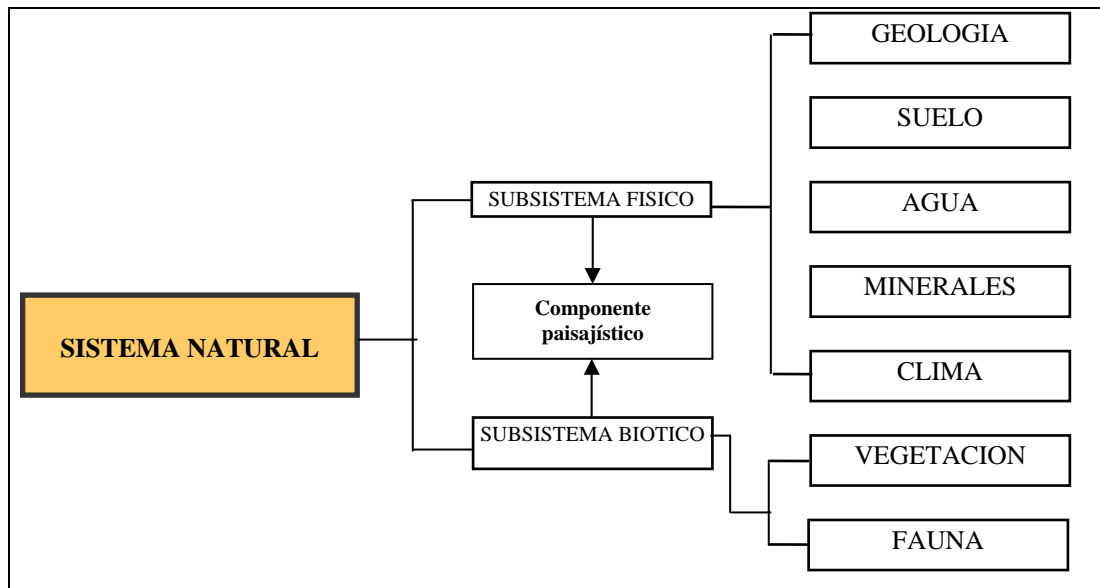 GEOLOGIA
SUELO
SUBSISTEMA FISICO
AGUA
Componente
paisajístico
MINERALES
SISTEMA NATURAL
CLIMA
SUBSISTEMA BIOTICO
VEGETACION
FAUNA